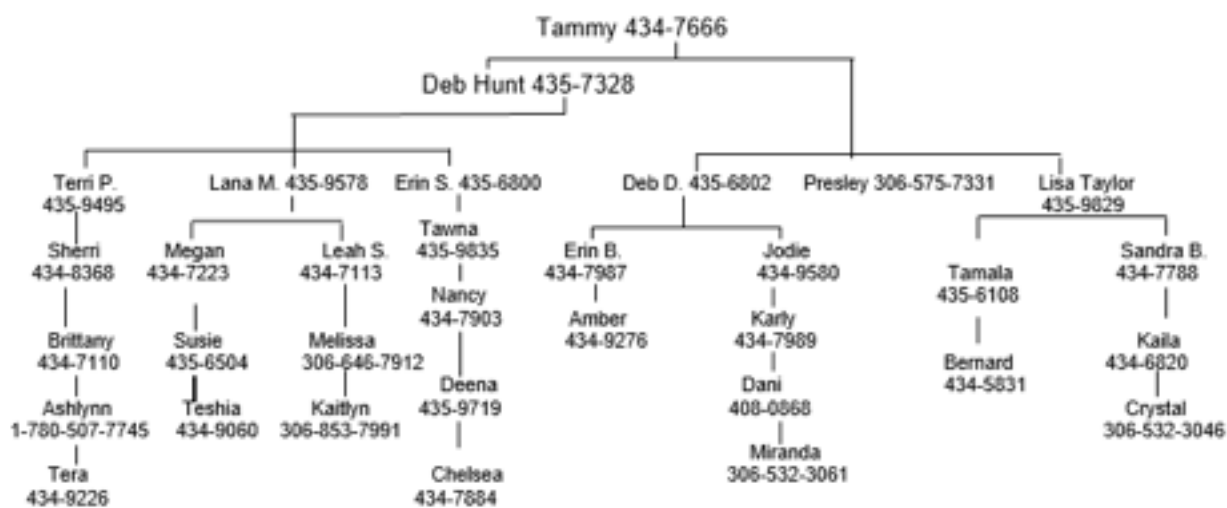 Tammy 434-7666
Deb Hunt 435-7328
Terri P.
435-9495
Lana M. 435-9578
Erin S. 435-6800
Deb D. 435-6802
Presley 306-575-7331
Lisa Taylor
435-9829
Sherri
434-8368
Megan
434-7223
Leah S.
434-7113
Tawna
435-9835
Erin B.
434-7987
Jodie
434-9580
Tamala
435-6108
Sandra B.
434-7788
Nancy
434-7903
Brittany
434-7110
Susie
435-6504
Melissa
306-646-7912
Amber
434-9276
Karly
434-7989
Bernard
434-5831
Kaila
434-6820
Deena
435-9719
Dani
408-0868
Ashlynn
1-780-507-7745
Teshia
434-9060
Kaitlyn
306-853-7991
Crystal
306-532-3046
Miranda
306-532-3061
Tera
434-9226
Chelsea
434-7884